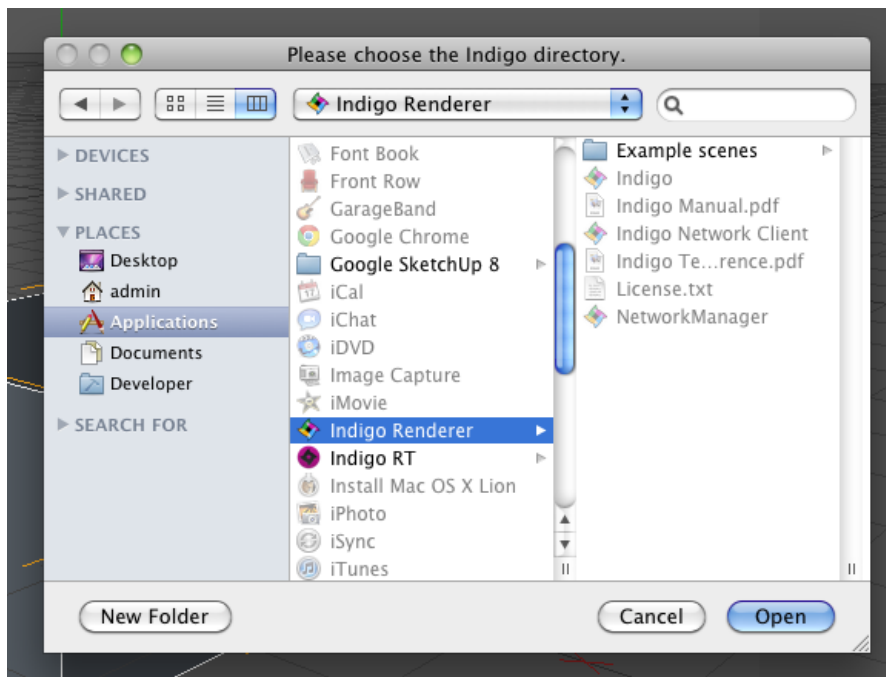 Please choose the Indigo directory.
Indigo Renderer
DEVICES
SHARED
PLACES
Desktop
admin
Applications
Documents
Developer
SEARCH FOR
Font Book
Front Row
GarageBand
Google Chrome
Google SketchUp 8
iCal
iChat
iDVD
Image Capture
iMovie
Indigo Renderer
Indigo RT
Install Mac OS X Lion
iPhoto
iSync
iTunes
Example scenes
Indigo
Indigo Manual.pdf
Indigo Network Client
Indigo Te...rence.pdf
License.txt
NetworkManager
New Folder
Cancel
Open